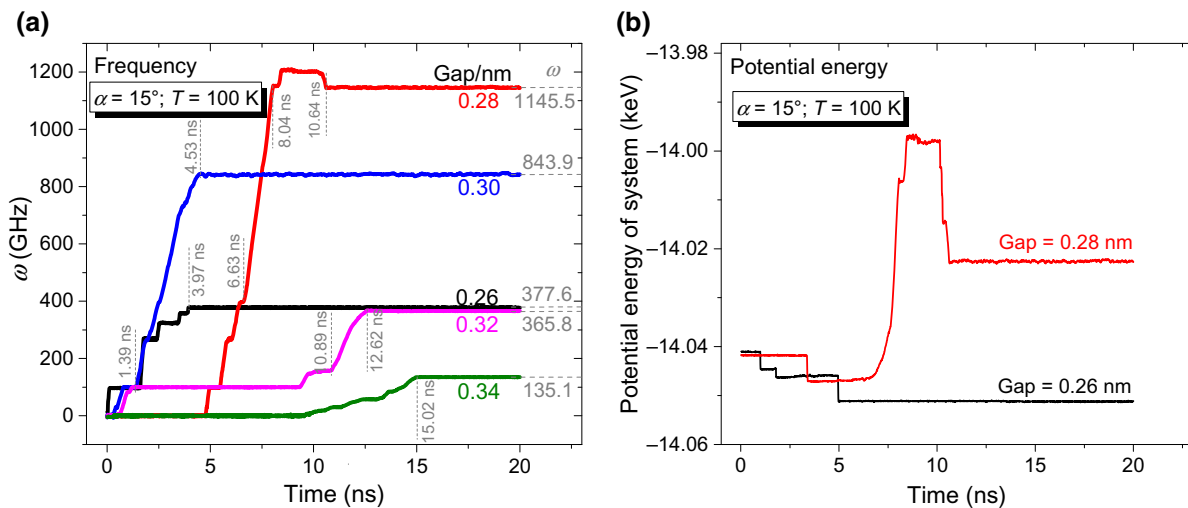 (a)
Frequency
α = 15°; T = 100 K
Gap/nm
ω
0.28
1145.5
0.30
843.9
0.26
377.6
0.32
365.8
0.34
135.1
1.39 ns
3.97 ns
4.53 ns
6.63 ns
8.04 ns
10.64 ns
0.89 ns
12.62 ns
15.02 ns
1200
1000
800
600
400
200
0
ω (GHz)
0
5
10
15
20
Time (ns)
(b)
Potential energy
α = 15°; T = 100 K
Gap = 0.28 nm
Gap = 0.26 nm
−13.98
−14.00
−14.02
−14.04
−14.06
Potential energy of system (keV)
0
5
10
15
20
Time (ns)